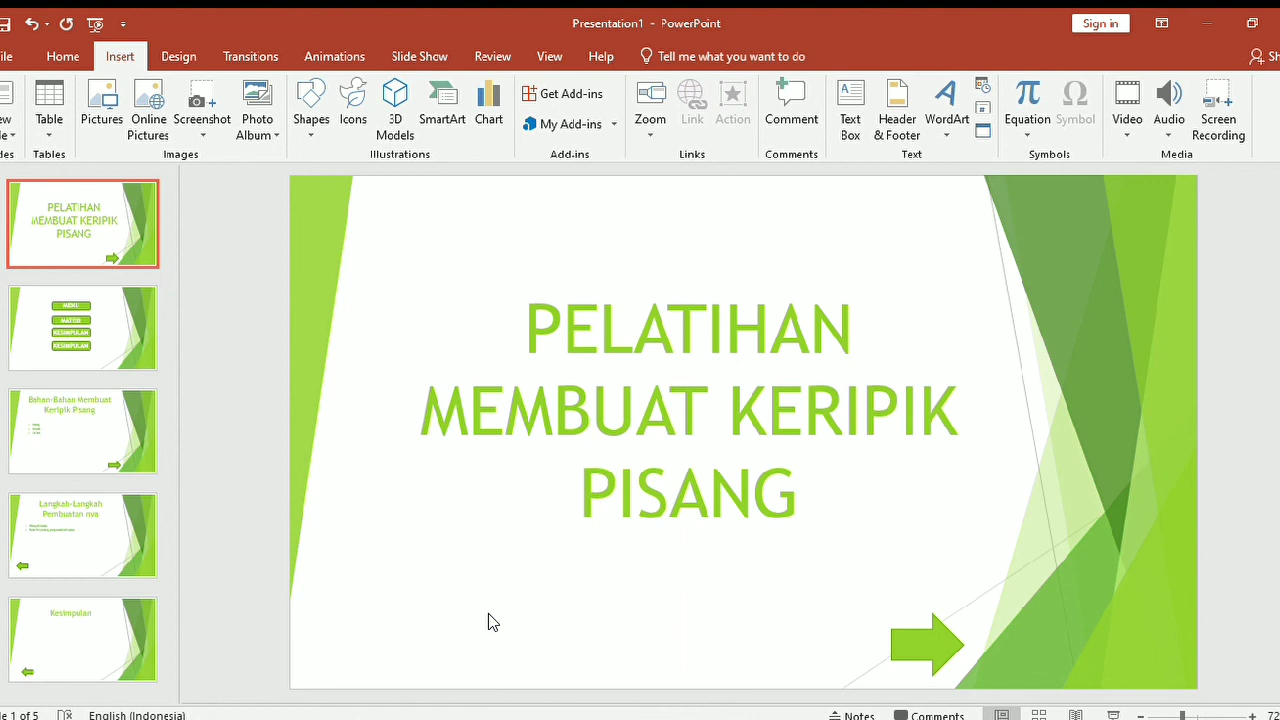 Presentation1 - PowerPoint
Sign in
Home Insert Design Transitions Animations Slide Show Review View Help Tell me what you want to do
Table Pictures Online Pictures Screenshot Photo Album Shapes Icons 3D Models SmartArt Chart Get Add-ins My Add-ins Zoom Link Action Comment Text Box Header & Footer WordArt Equation Symbol Video Audio Screen Recording
Tables Images Illustrations Add-ins Links Comments Text Symbols Media
PELATIHAN
MEMBUAT KERIPIK
PISANG
MENU
MATERI
KESIMPULAN
KESIMPULAN
Bahan-Bahan Membuat
Keripik Psang
Langkah-Langkah
Pembuatan nya
Kesimpulan
PELATIHAN
MEMBUAT KERIPIK
PISANG
1 of 5 English (Indonesia) Notes Comments